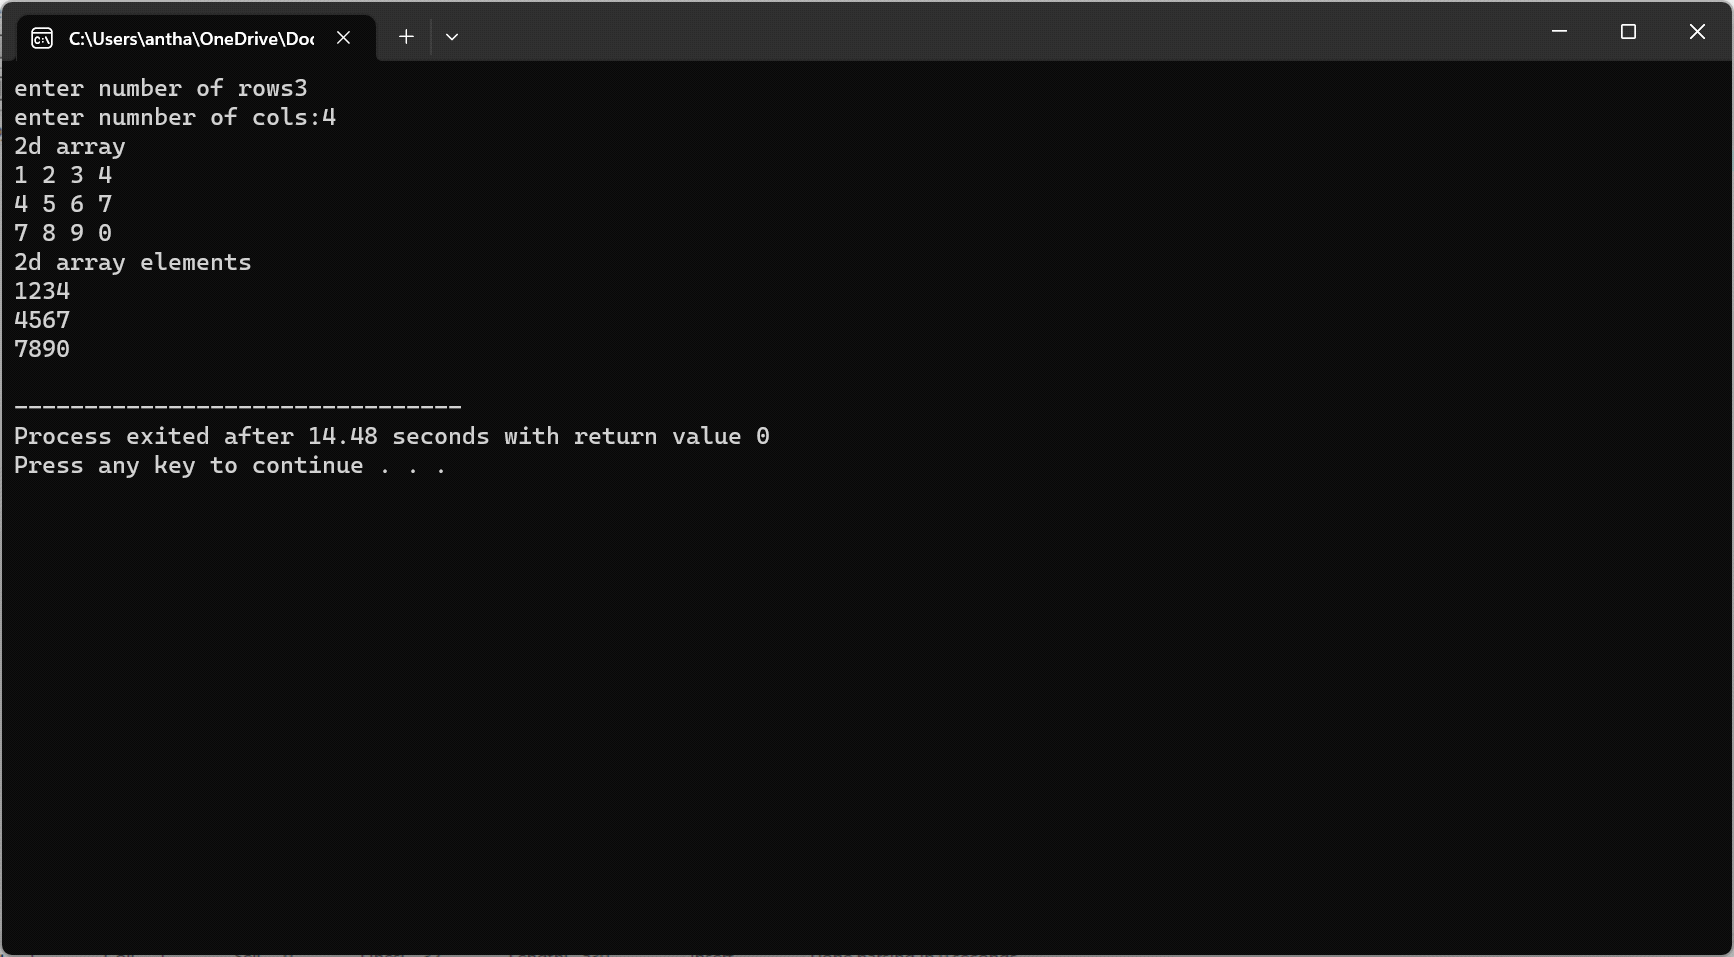 C:\Users\antha\OneDrive\Doc
enter number of rows3
enter numnber of cols:4
2d array
1 2 3 4
4 5 6 7
7 8 9 0
2d array elements
1234
4567
7890
--------------------------------
Process exited after 14.48 seconds with return value 0
Press any key to continue . . .